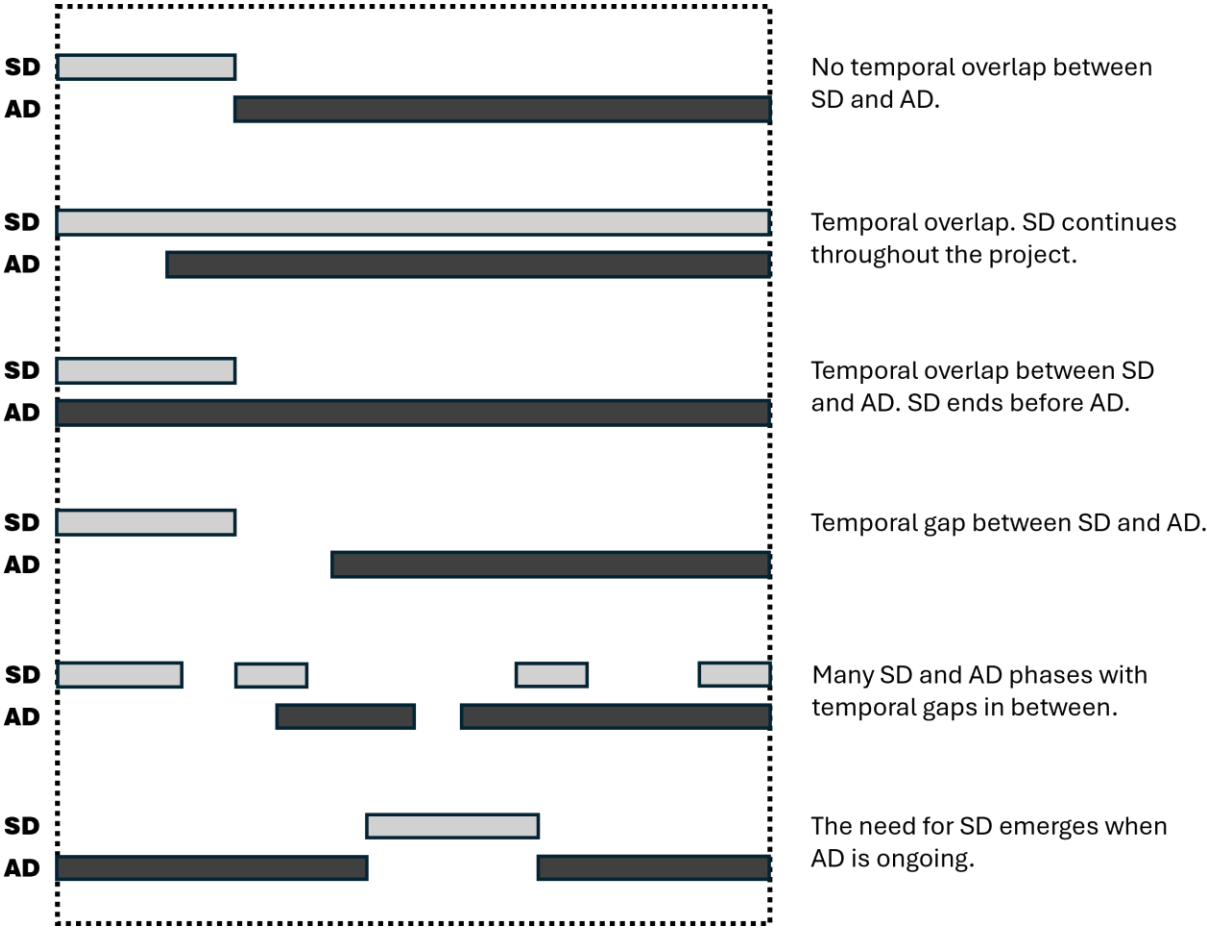 SD
No temporal overlap between
AD
SD and AD.
SD
Temporal overlap. SD continues
AD
throughout the project.
SD
Temporal overlap between SD
AD
and AD. SD ends before AD.
SD
Temporal gap between SD and AD.
AD
SD
Many SD and AD phases with
AD
temporal gaps in between.
SD
The need for SD emerges when
AD
AD is ongoing.